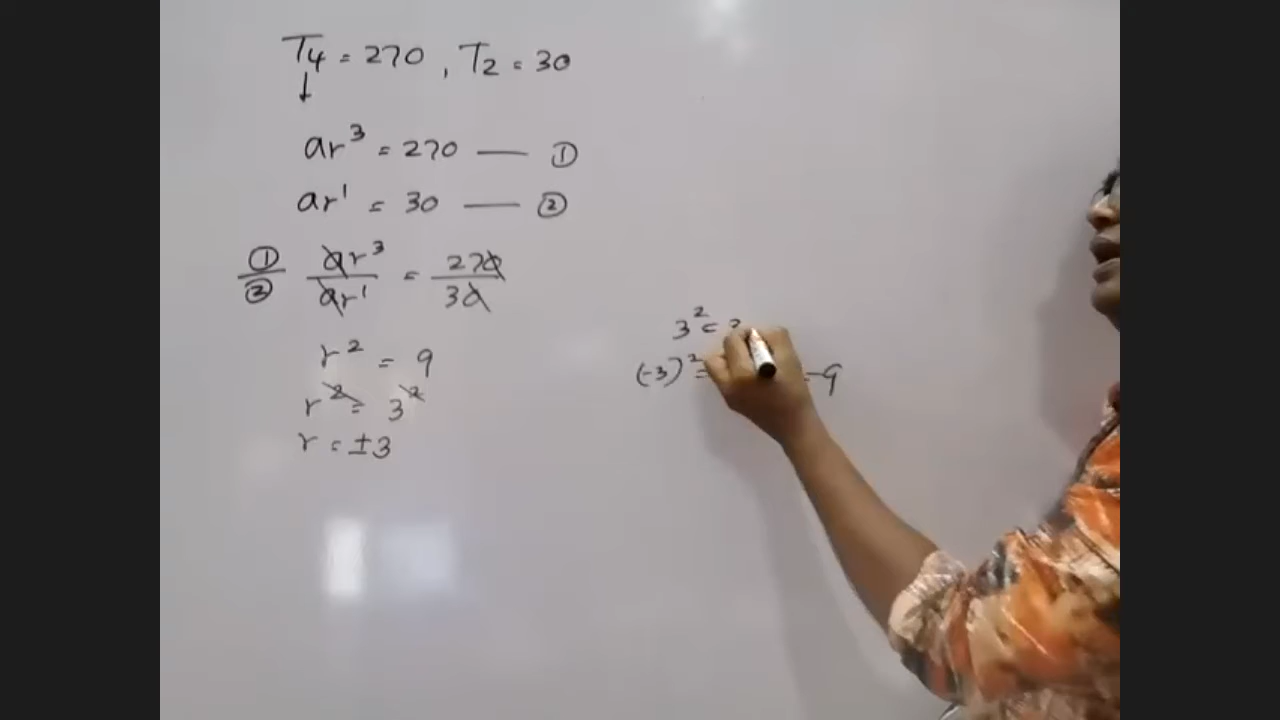 T4 = 270 , T2 = 30
↓
ar³ = 270 —— ①
ar¹ = 30 —— ②
①/② ar³/ar¹ = 270/30
r² = 9
r² = 3²
r = ±3
3² =
(-3)² = = -9